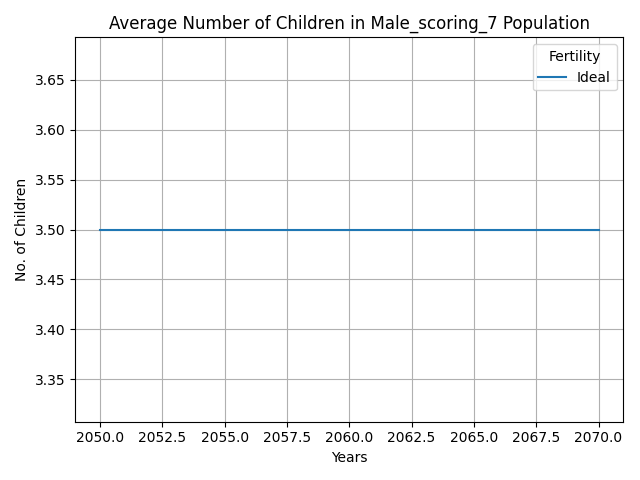 Average Number of Children in Male_scoring_7 Population
Fertility
Ideal
3.65
3.60
3.55
3.50
3.45
3.40
3.35
No. of Children
2050.0 2052.5 2055.0 2057.5 2060.0 2062.5 2065.0 2067.5 2070.0
Years